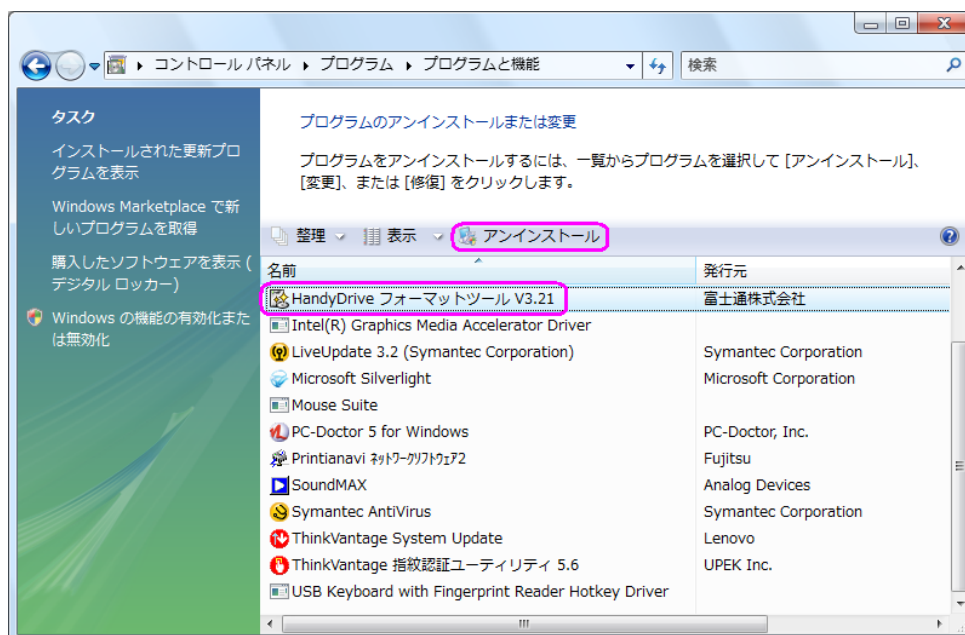 コントロール パネル ▸ プログラム ▸ プログラムと機能
検索
タスク
インストールされた更新プロ
グラムを表示
Windows Marketplace で新
しいプログラムを取得
購入したソフトウェアを表示 (
デジタル ロッカー)
Windows の機能の有効化また
は無効化
プログラムのアンインストールまたは変更
プログラムをアンインストールするには、一覧からプログラムを選択して [アンインストール]、
[変更]、または [修復] をクリックします。
整理 表示 アンインストール
名前 発行元
HandyDrive フォーマットツール V3.21 富士通株式会社
Intel(R) Graphics Media Accelerator Driver
LiveUpdate 3.2 (Symantec Corporation) Symantec Corporation
Microsoft Silverlight Microsoft Corporation
Mouse Suite
PC-Doctor 5 for Windows PC-Doctor, Inc.
Printianavi ﾈｯﾄﾜｰｸｿﾌﾄｳｪｱ2 Fujitsu
SoundMAX Analog Devices
Symantec AntiVirus Symantec Corporation
ThinkVantage System Update Lenovo
ThinkVantage 指紋認証ユーティリティ 5.6 UPEK Inc.
USB Keyboard with Fingerprint Reader Hotkey Driver